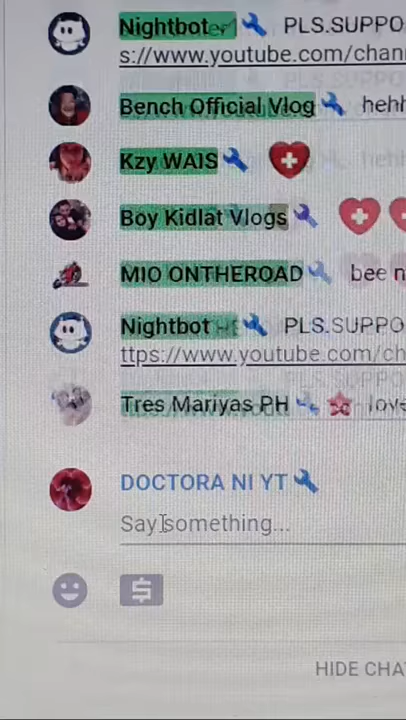 Nightbot PLS.SUPPO
s://www.youtube.com/chan
Bench Official Vlog hehh
Kzy WAIS
Boy Kidlat Vlogs
MIO ONTHEROAD bee n
Nightbot PLS.SUPPO
ttps://www.youtube.com/ch
Tres Mariyas PH love
DOCTORA NI YT
Say something...
HIDE CHA